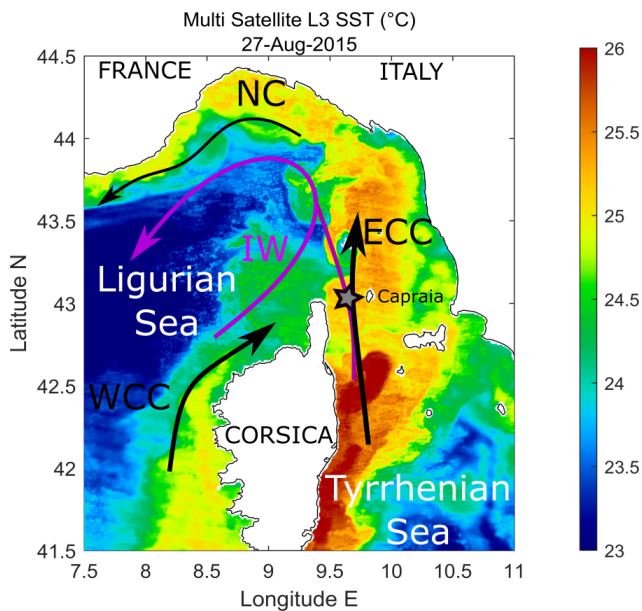 Multi Satellite L3 SST (°C)
27-Aug-2015
FRANCE
ITALY
NC
ECC
IW
Ligurian
Sea
Capraia
WCC
CORSICA
Tyrrhenian
Sea
Latitude N
44.5
44
43.5
43
42.5
42
41.5
7.5 8 8.5 9 9.5 10 10.5 11
Longitude E
26
25.5
25
24.5
24
23.5
23